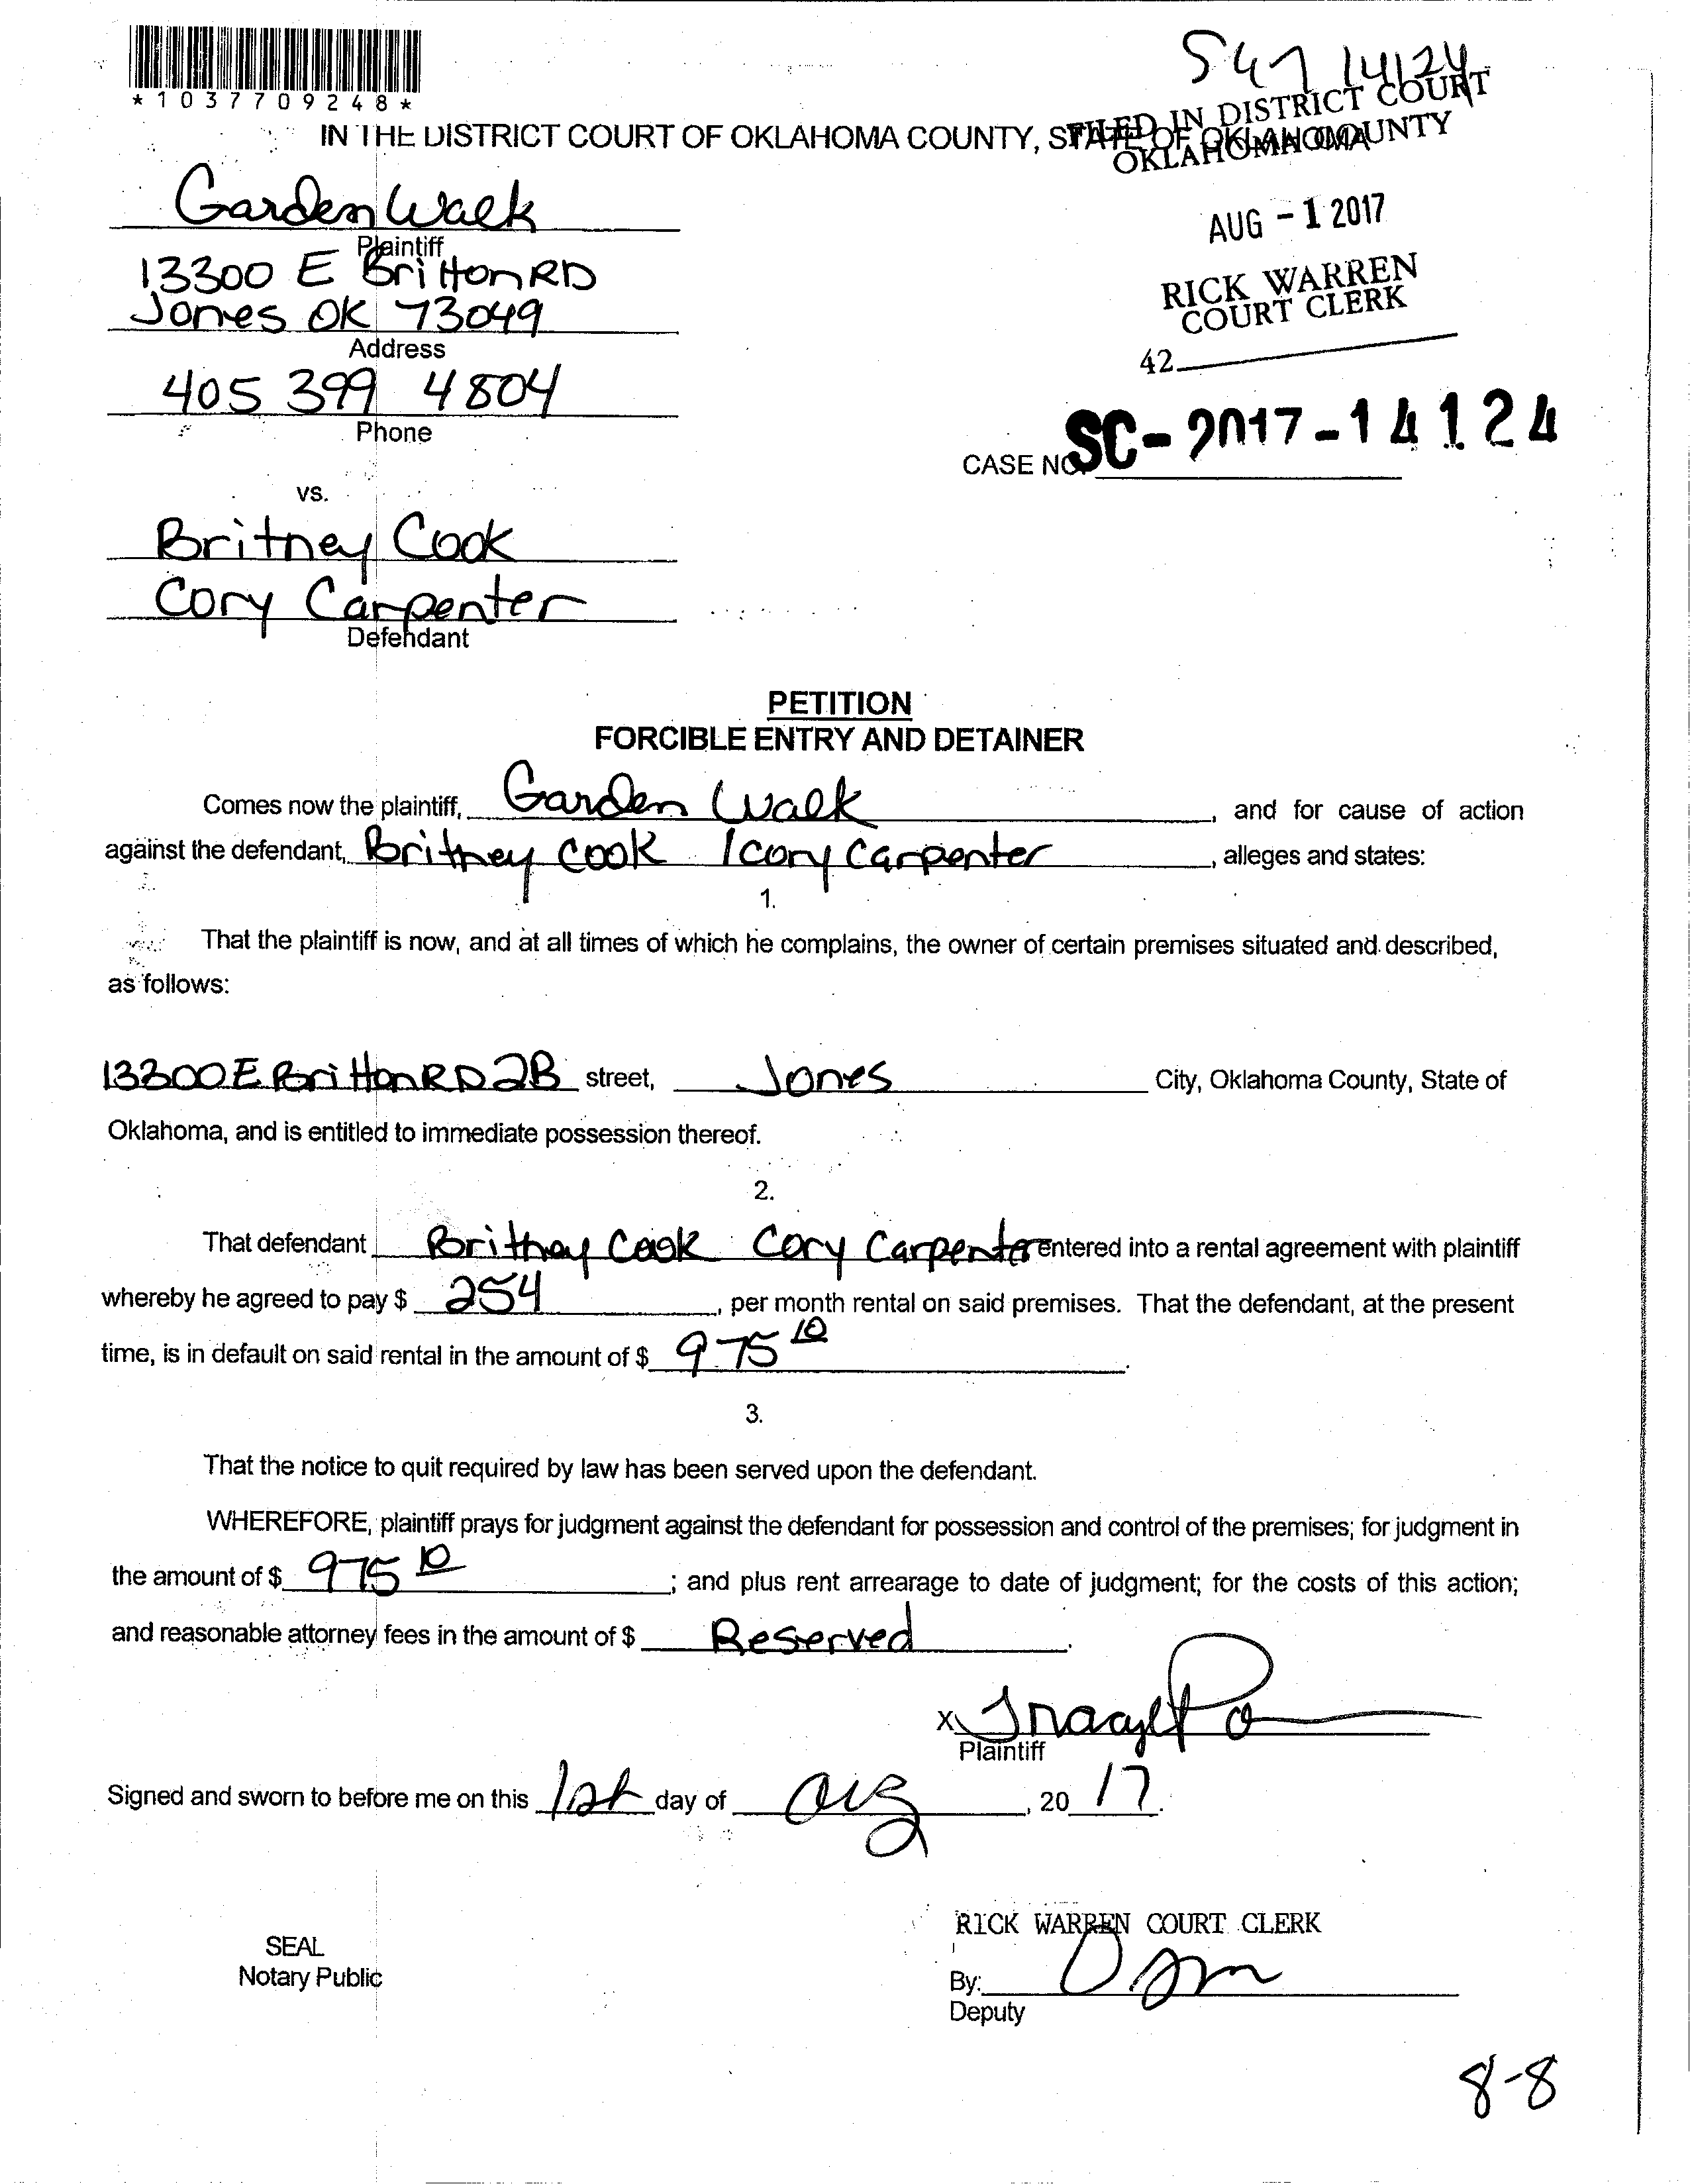 *1037709248*
IN THE DISTRICT COURT OF OKLAHOMA COUNTY, STATE OF OKLAHOMA
14124
FILED IN DISTRICT COURT
OKLAHOMA COUNTY
AUG -1 2017
RICK WARREN
COURT CLERK
42
Garden Walk
Plaintiff
13300 E Britton RD
Jones OK 73049
Address
405 399 4804
Phone
CASE NO. SC-2017-14124
vs.
Britney Cook
Cory Carpenter
Defendant
PETITION
FORCIBLE ENTRY AND DETAINER
Comes now the plaintiff, Garden Walk, and for cause of action
against the defendant, Britney Cook / Cory Carpenter, alleges and states:
1.
That the plaintiff is now, and at all times of which he complains, the owner of certain premises situated and described,
as follows:
13300 E Britton RD 2B street, Jones City, Oklahoma County, State of
Oklahoma, and is entitled to immediate possession thereof.
2.
That defendant Britney Cook Cory Carpenter entered into a rental agreement with plaintiff
whereby he agreed to pay $ 254, per month rental on said premises. That the defendant, at the present
time, is in default on said rental in the amount of $ 975 10.
3.
That the notice to quit required by law has been served upon the defendant.
WHEREFORE, plaintiff prays for judgment against the defendant for possession and control of the premises; for judgment in
the amount of $ 975 10; and plus rent arrearage to date of judgment; for the costs of this action;
and reasonable attorney fees in the amount of $ Reserved.
X
Plaintiff
Signed and sworn to before me on this 1st day of Aug, 20 17.
RICK WARREN COURT CLERK
SEAL
Notary Public
By:
Deputy
8-8